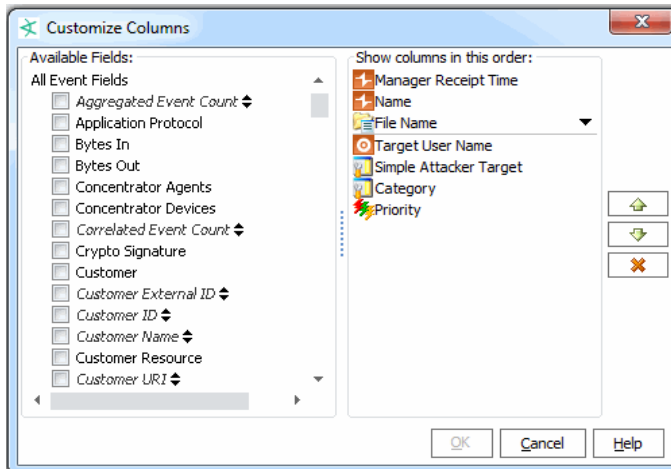 Customize Columns
Available Fields:
All Event Fields
Aggregated Event Count
Application Protocol
Bytes In
Bytes Out
Concentrator Agents
Concentrator Devices
Correlated Event Count
Crypto Signature
Customer
Customer External ID
Customer ID
Customer Name
Customer Resource
Customer URI
Show columns in this order:
Manager Receipt Time
Name
File Name
Target User Name
Simple Attacker Target
Category
Priority
OK
Cancel
Help